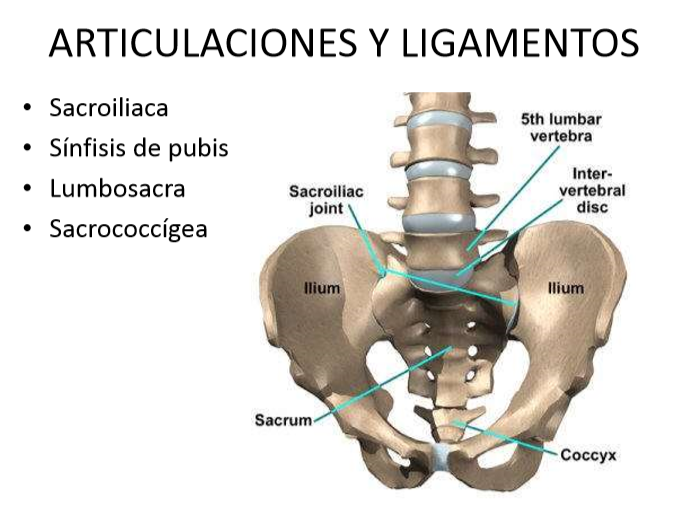 ARTICULACIONES Y LIGAMENTOS
• Sacroiliaca
• Sínfisis de pubis
• Lumbosacra
• Sacrococcígea
5th lumbar
vertebra
Inter-
vertebral
disc
Sacroiliac
joint
Ilium
Ilium
Sacrum
Coccyx